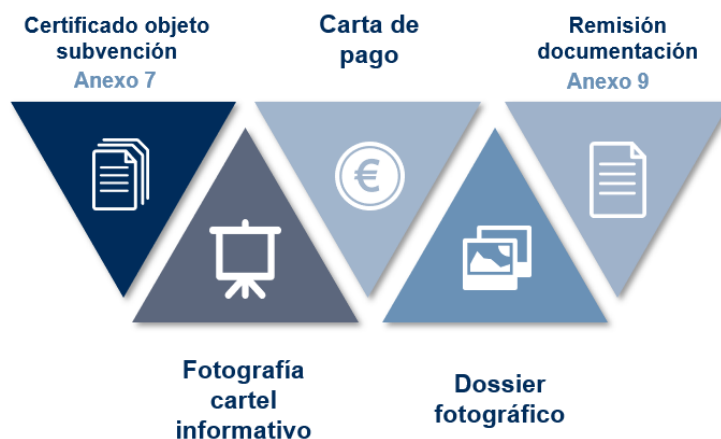 Certificado objeto
subvención
Anexo 7
Carta de
pago
Remisión
documentación
Anexo 9
€
Fotografía
cartel
informativo
Dossier
fotográfico